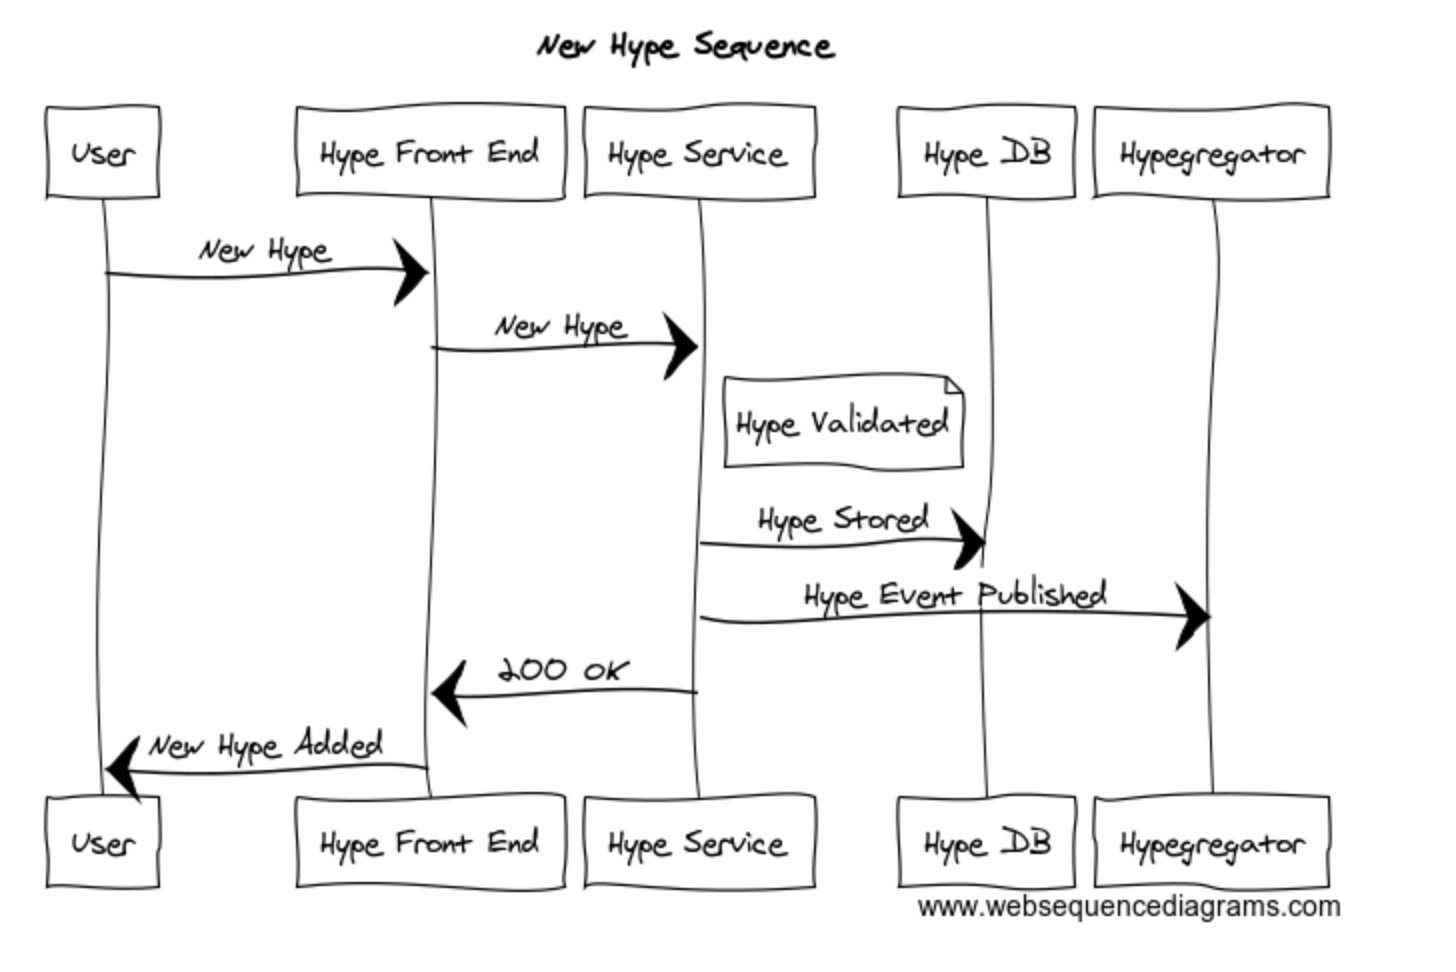 New Hype Sequence
User
Hype Front End
Hype Service
Hype DB
Hypegregator
New Hype
New Hype
Hype Validated
Hype Stored
Hype Event Published
200 OK
New Hype Added
User
Hype Front End
Hype Service
Hype DB
Hypegregator
www.websequencediagrams.com